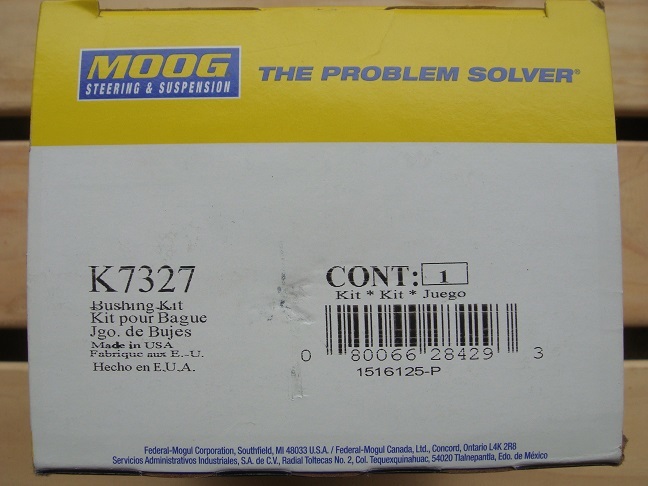 MOOG
STEERING & SUSPENSION
THE PROBLEM SOLVER®
K7327
Bushing Kit
Kit pour Bague
Jgo. de Bujes
Made in USA
Fabrique aux E.-U.
Hecho en E.U.A.
CONT: 1
Kit * Kit * Juego
0 80066 28429 3
1516125-P
Federal-Mogul Corporation, Southfield, MI 48033 U.S.A. / Federal-Mogul Canada, Ltd., Concord, Ontario L4K 2R8
Servicios Administrativos Industriales, S.A. de C.V., Radial Toltecas No. 2, Col. Tequexquinahuac, 54020 Tlalnepantla, Edo. de México